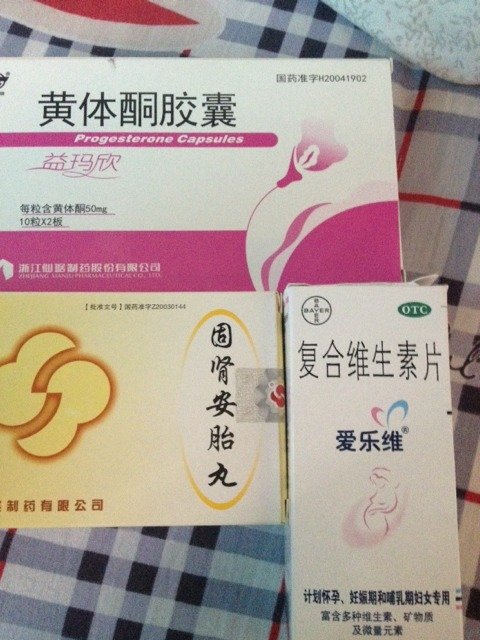 国药准字H20041902
黄体酮胶囊
Progesterone Capsules
益玛欣
每粒含黄体酮50mg
10粒X2板
浙江仙琚制药股份有限公司
ZHEJIANG XIANJU PHARMACEUTICAL CO.,LTD.
【批准文号】国药准字Z20030144
固肾安胎丸
制药有限公司
BAYER
BAYER
OTC
复合维生素片
爱乐维®
计划怀孕、妊娠期和哺乳期妇女专用
富含多种维生素、矿物质
及微量元素